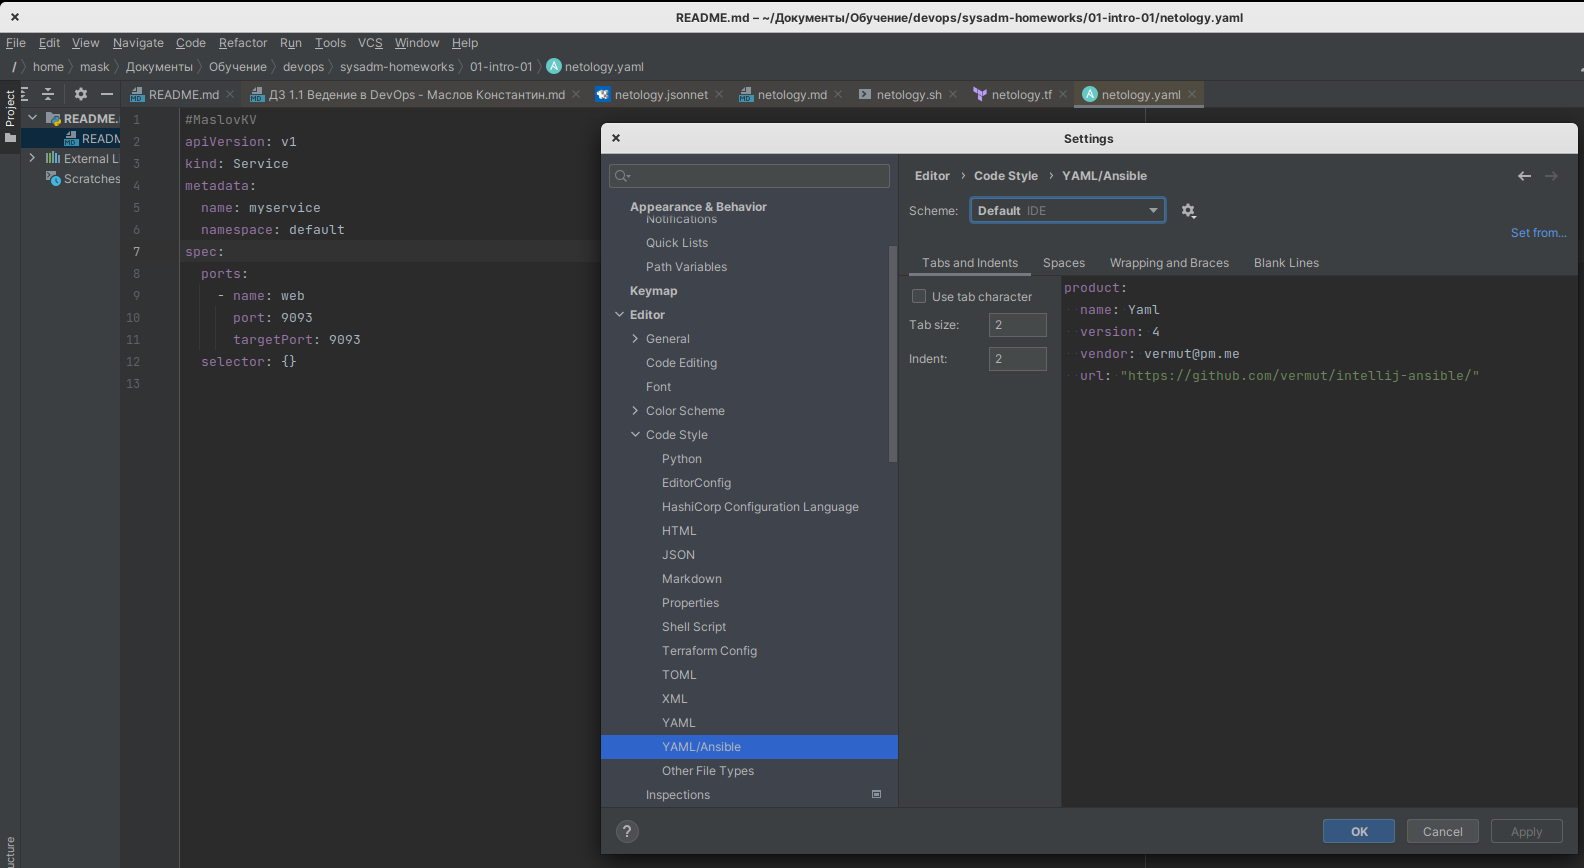 README.md – ~/Документы/Обучение/devops/sysadm-homeworks/01-intro-01/netology.yaml
File Edit View Navigate Code Refactor Run Tools VCS Window Help
/ home mask Документы Обучение devops sysadm-homeworks 01-intro-01 netology.yaml
README.md ДЗ 1.1 Ведение в DevOps - Маслов Константин.md netology.jsonnet netology.md netology.sh netology.tf netology.yaml
Project
README.
READM
External L
Scratches
ucture
1 #MaslovKV
2 apiVersion: v1
3 kind: Service
4 metadata:
5 name: myservice
6 namespace: default
7 spec:
8 ports:
9 - name: web
10 port: 9093
11 targetPort: 9093
12 selector: {}
13
Settings
Appearance & Behavior
Notifications
Quick Lists
Path Variables
Keymap
Editor
General
Code Editing
Font
Color Scheme
Code Style
Python
EditorConfig
HashiCorp Configuration Language
HTML
JSON
Markdown
Properties
Shell Script
Terraform Config
TOML
XML
YAML
YAML/Ansible
Other File Types
Inspections
Editor › Code Style › YAML/Ansible
Scheme: Default IDE
Set from...
Tabs and Indents Spaces Wrapping and Braces Blank Lines
Use tab character
Tab size: 2
Indent: 2
product:
name: Yaml
version: 4
vendor: vermut@pm.me
url: "https://github.com/vermut/intellij-ansible/"
? OK Cancel Apply